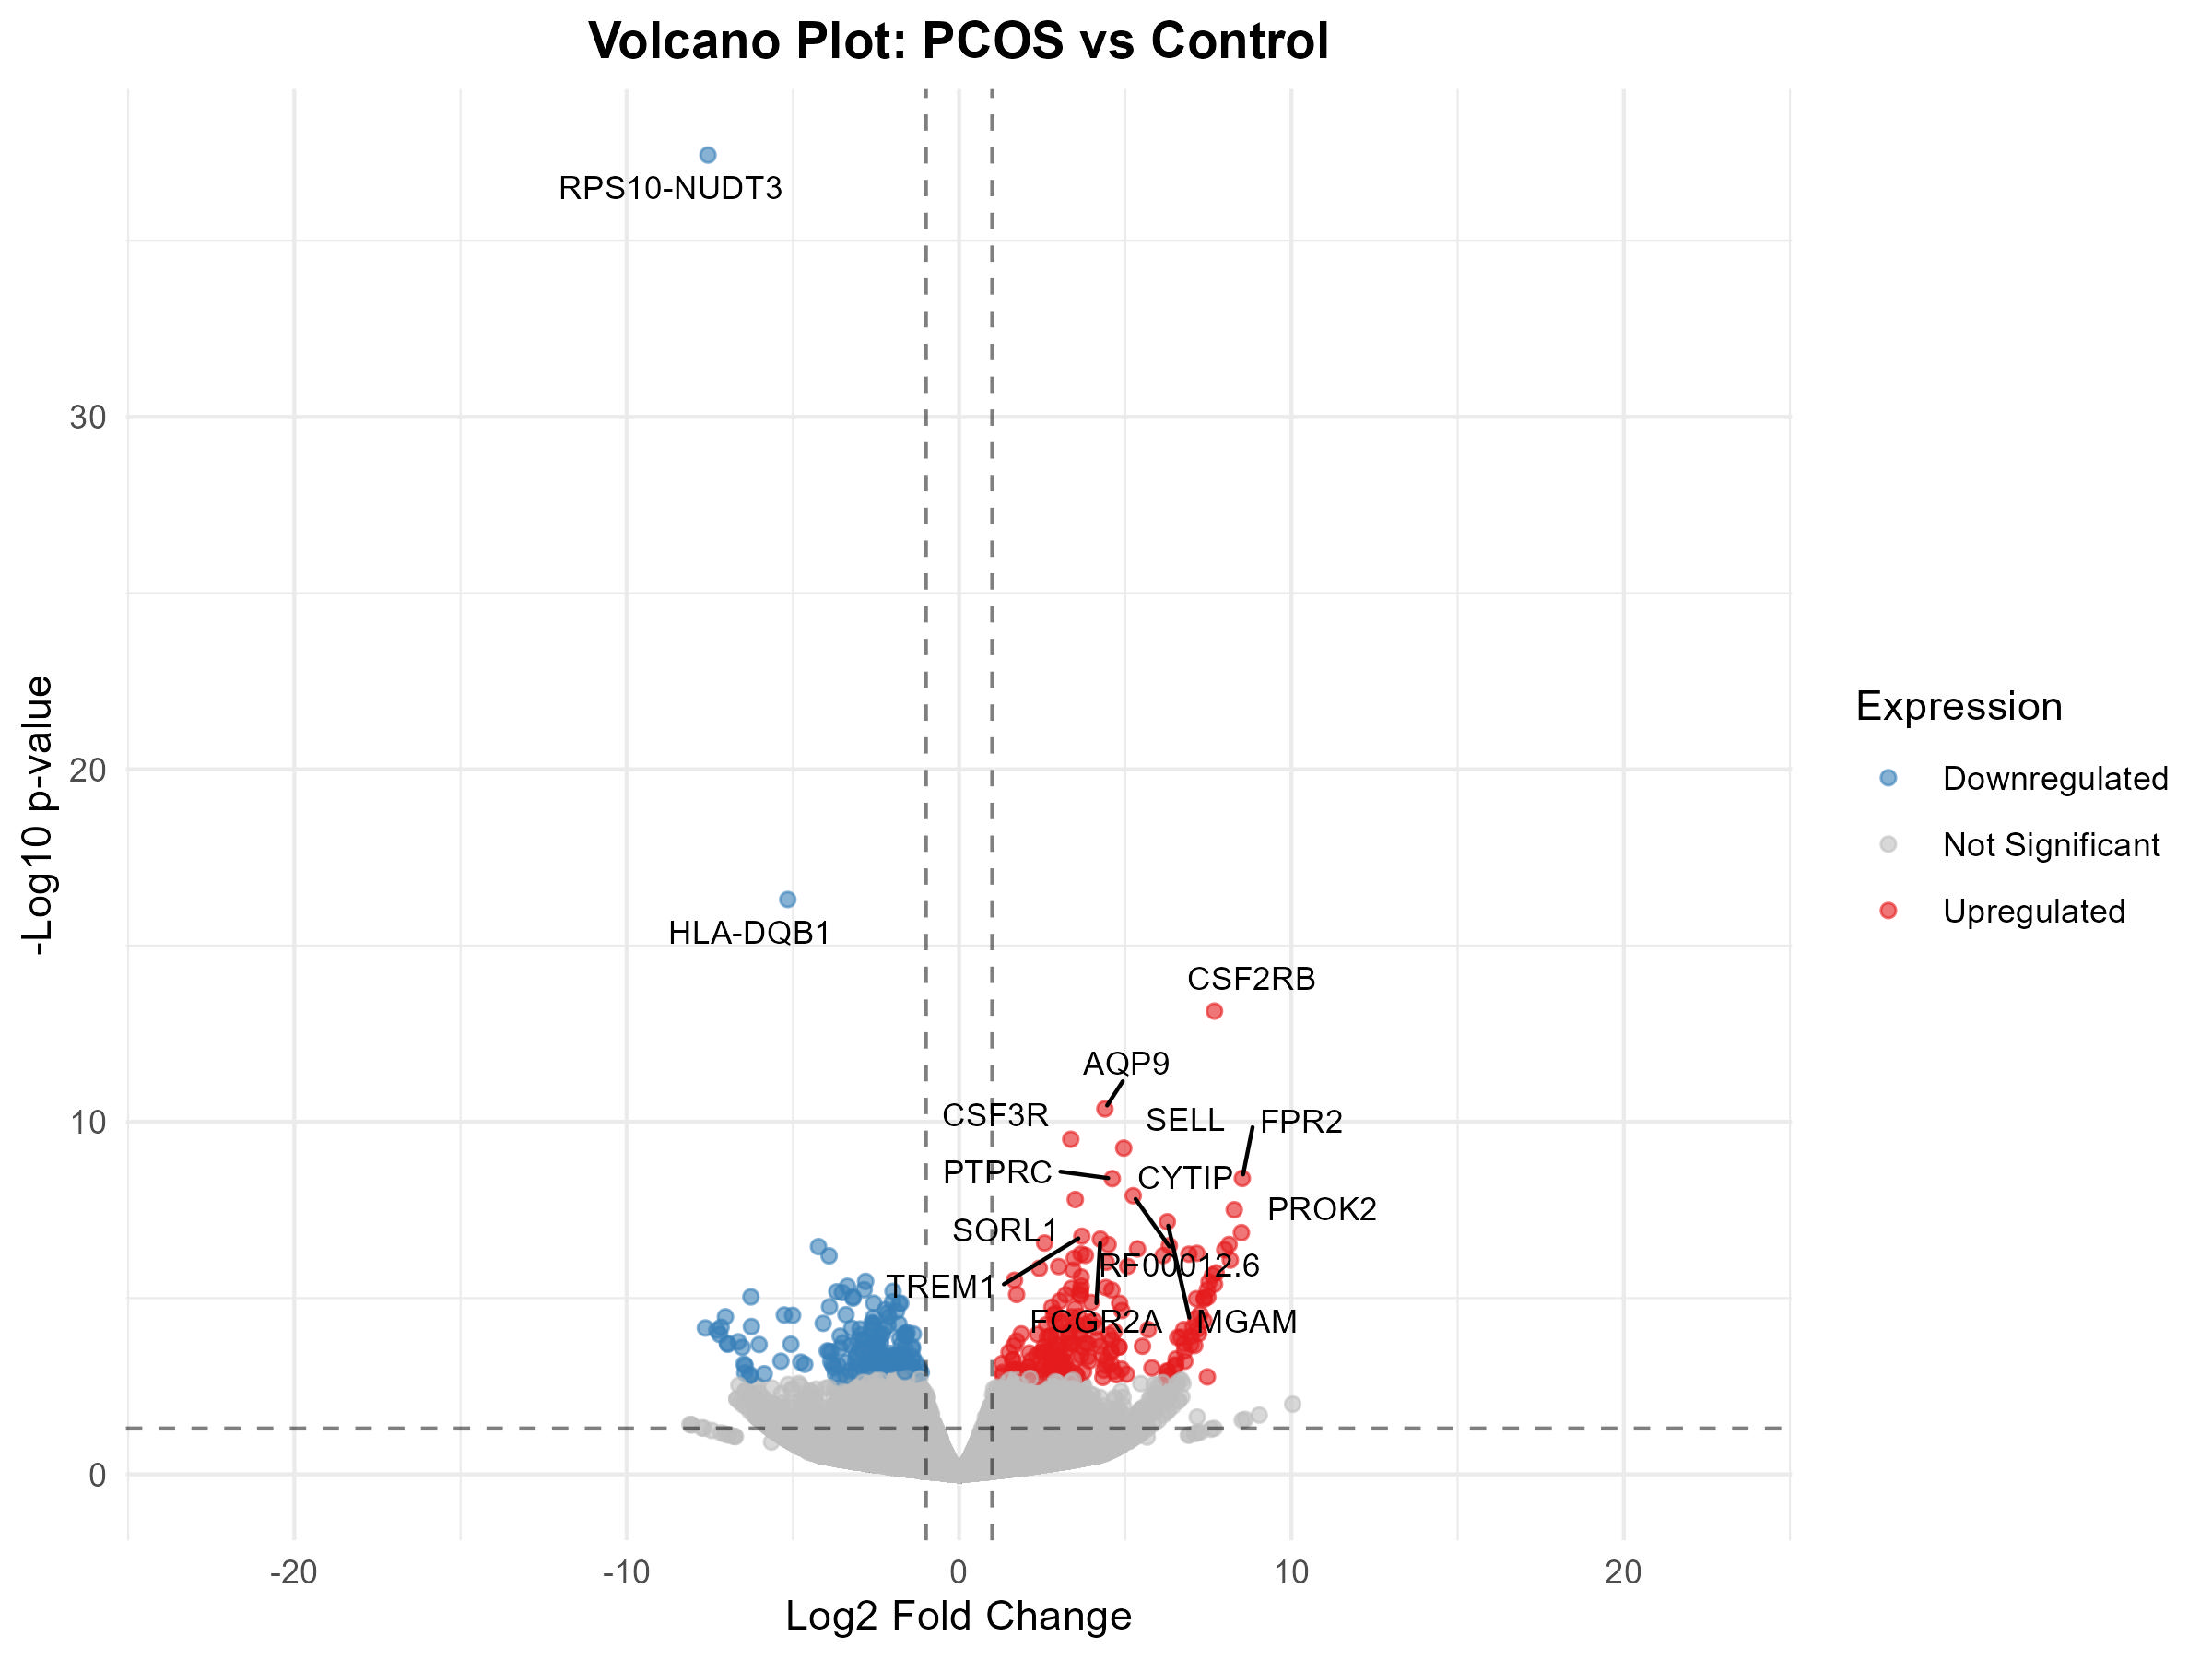 Volcano Plot: PCOS vs Control
RPS10-NUDT3
30
20
HLA-DQB1
CSF2RB
AQP9
10
CSF3R
SELL
FPR2
PTPRC
CYTIP
PROK2
SORL1
RF00012.6
TREM1
FCGR2A
MGAM
0
-20
-10
0
10
20
Log2 Fold Change
-Log10 p-value
Expression
Downregulated
Not Significant
Upregulated